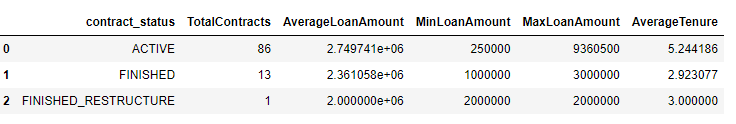 contract_status TotalContracts AverageLoanAmount MinLoanAmount MaxLoanAmount AverageTenure
0 ACTIVE 86 2.749741e+06 250000 9360500 5.244186
1 FINISHED 13 2.361058e+06 1000000 3000000 2.923077
2 FINISHED_RESTRUCTURE 1 2.000000e+06 2000000 2000000 3.000000